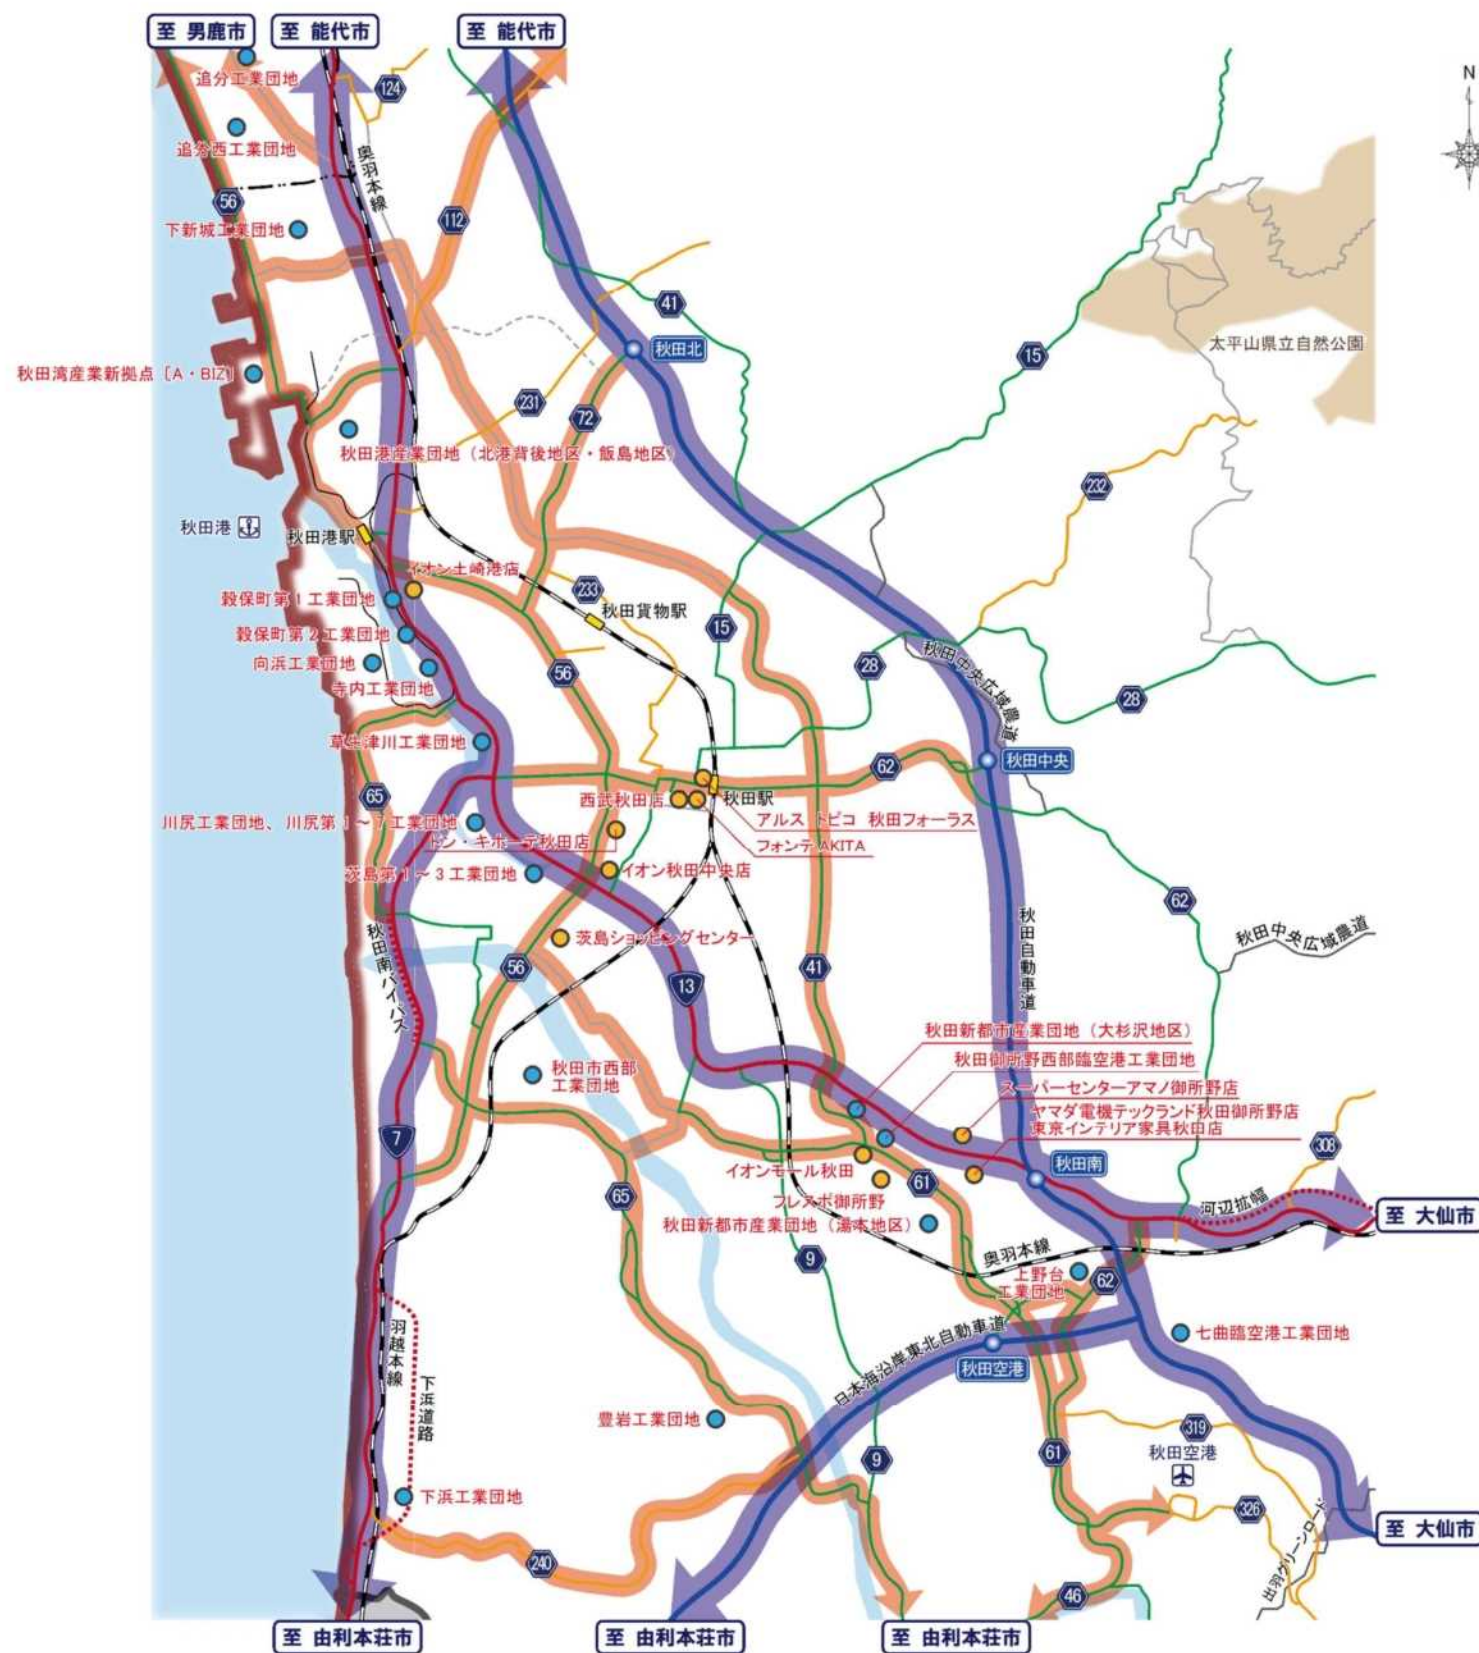 至 男鹿市
至 能代市
至 能代市
N
追分工業団地
124
追分西工業団地
奥羽本線
56
112
下新城工業団地
41
秋田北
太平山県立自然公園
15
秋田湾産業新拠点〔A・BIZ〕
231
72
秋田港産業団地（北港背後地区・飯島地区）
232
秋田港
秋田港駅
イオン土崎港店
233
穀保町第1工業団地
秋田貨物駅
穀保町第2工業団地
15
向浜工業団地
56
28
秋田中央広域農道
寺内工業団地
28
草生津川工業団地
62
秋田中央
65
西武秋田店
秋田駅
川尻工業団地、川尻第1～7工業団地
アルス トピコ 秋田フォーラス
ドン・キホーテ秋田店
フォンテ AKITA
茨島第1～3工業団地
イオン秋田中央店
62
秋田自動車道
秋田中央広域農道
茨島ショッピングセンター
秋田南バイパス
56
41
13
秋田新都市産業団地（大杉沢地区）
秋田御所野西部臨空港工業団地
秋田市西部
工業団地
スーパーセンターアマノ御所野店
ヤマダ電機テックランド秋田御所野店
東京インテリア家具秋田店
7
308
イオンモール秋田
秋田南
61
65
フレスポ御所野
河辺拡幅
至 大仙市
秋田新都市産業団地（湯本地区）
9
奥羽本線
上野台
工業団地
62
羽越本線
日本海沿岸東北自動車道
七曲臨空港工業団地
秋田空港
下浜道路
豊岩工業団地
319
秋田空港
61
9
下浜工業団地
326
至 大仙市
240
出羽グリーンロード
46
至 由利本荘市
至 由利本荘市
至 由利本荘市